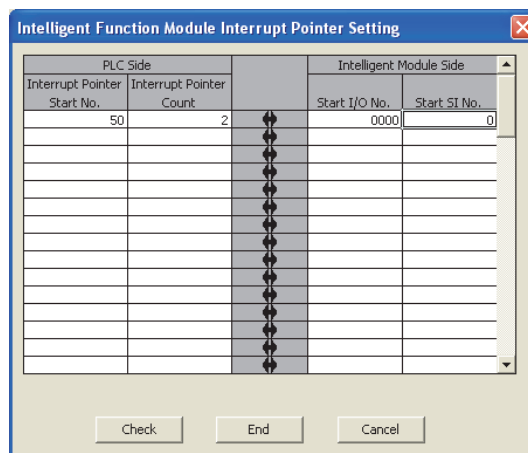 Intelligent Function Module Interrupt Pointer Setting
PLC Side Intelligent Module Side
Interrupt Pointer Interrupt Pointer
Start No. Count Start I/O No. Start SI No.
50 2 0000 0
Check End Cancel